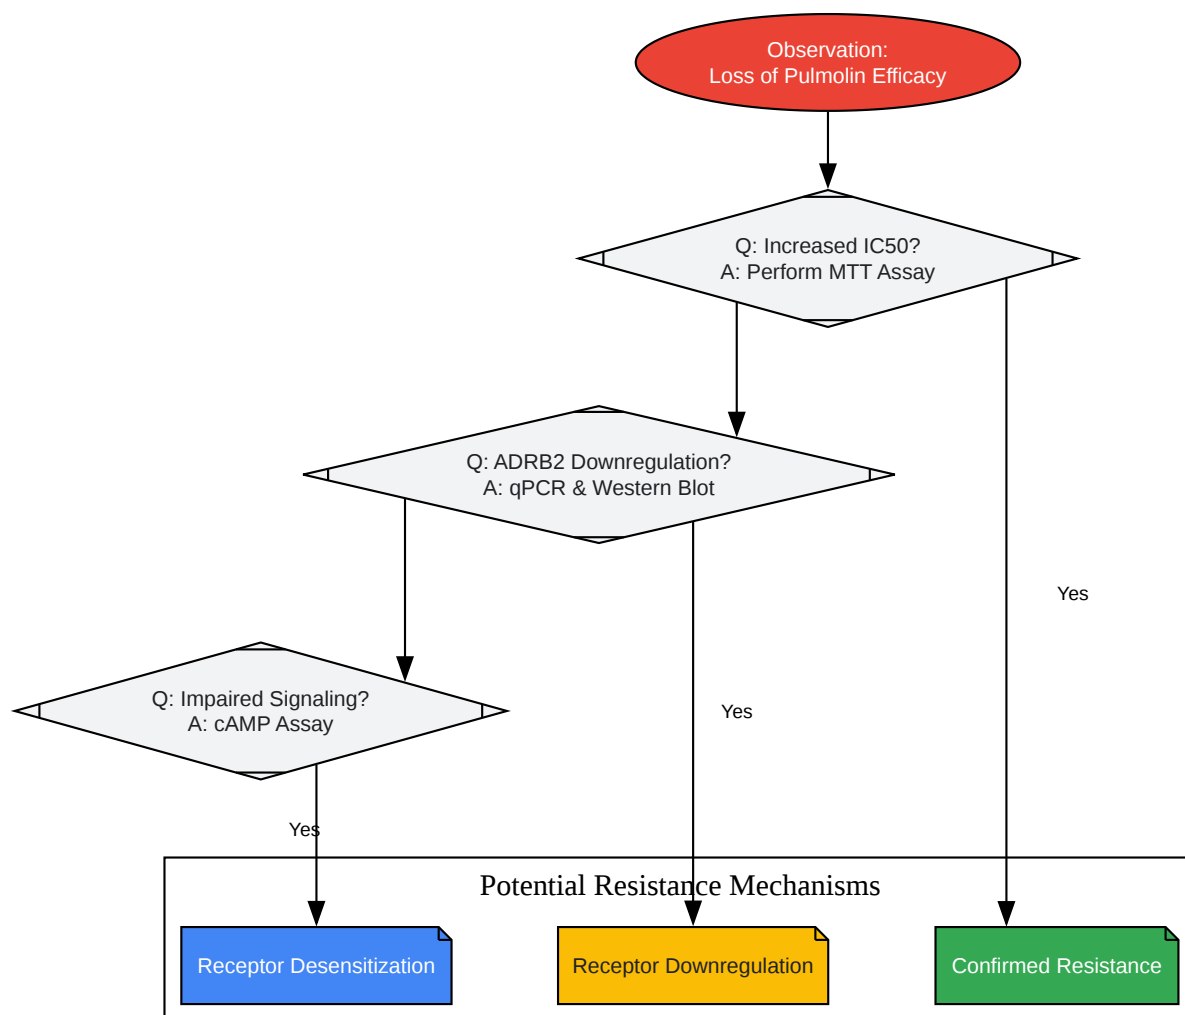 Observation:
Loss of Pulmolin Efficacy
Q: Increased IC50?
A: Perform MTT Assay
Q: ADRB2 Downregulation?
A: qPCR & Western Blot
Yes
Q: Impaired Signaling?
A: cAMP Assay
Yes
Yes
Potential Resistance Mechanisms
Receptor Desensitization
Receptor Downregulation
Confirmed Resistance